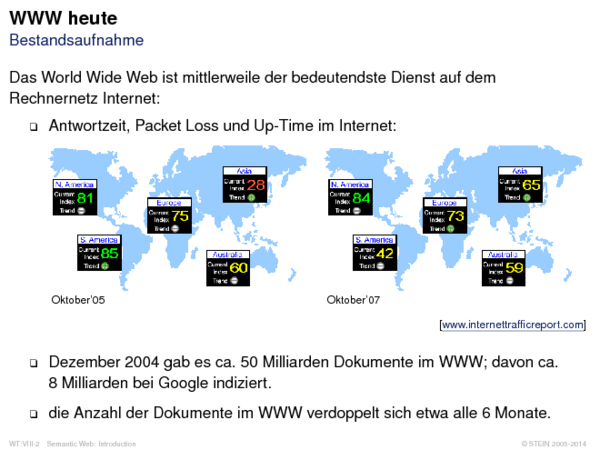 WWW heute
Bestandsaufnahme
Das World Wide Web ist mittlerweile der bedeutendste Dienst auf dem
Rechnernetz Internet:
❑ Antwortzeit, Packet Loss und Up-Time im Internet:
N. America
Current Index 81
Trend
S. America
Current Index 85
Trend
Europe
Current Index 75
Trend
Asia
Current Index 28
Trend
Australia
Current Index 60
Trend
Oktober'05
N. America
Current Index 84
Trend
S. America
Current Index 42
Trend
Europe
Current Index 73
Trend
Asia
Current Index 65
Trend
Australia
Current Index 59
Trend
Oktober'07
[www.internettrafficreport.com]
❑ Dezember 2004 gab es ca. 50 Milliarden Dokumente im WWW; davon ca.
8 Milliarden bei Google indiziert.
❑ die Anzahl der Dokumente im WWW verdoppelt sich etwa alle 6 Monate.
WT:VIII-2 Semantic Web: Introduction © STEIN 2005-2014